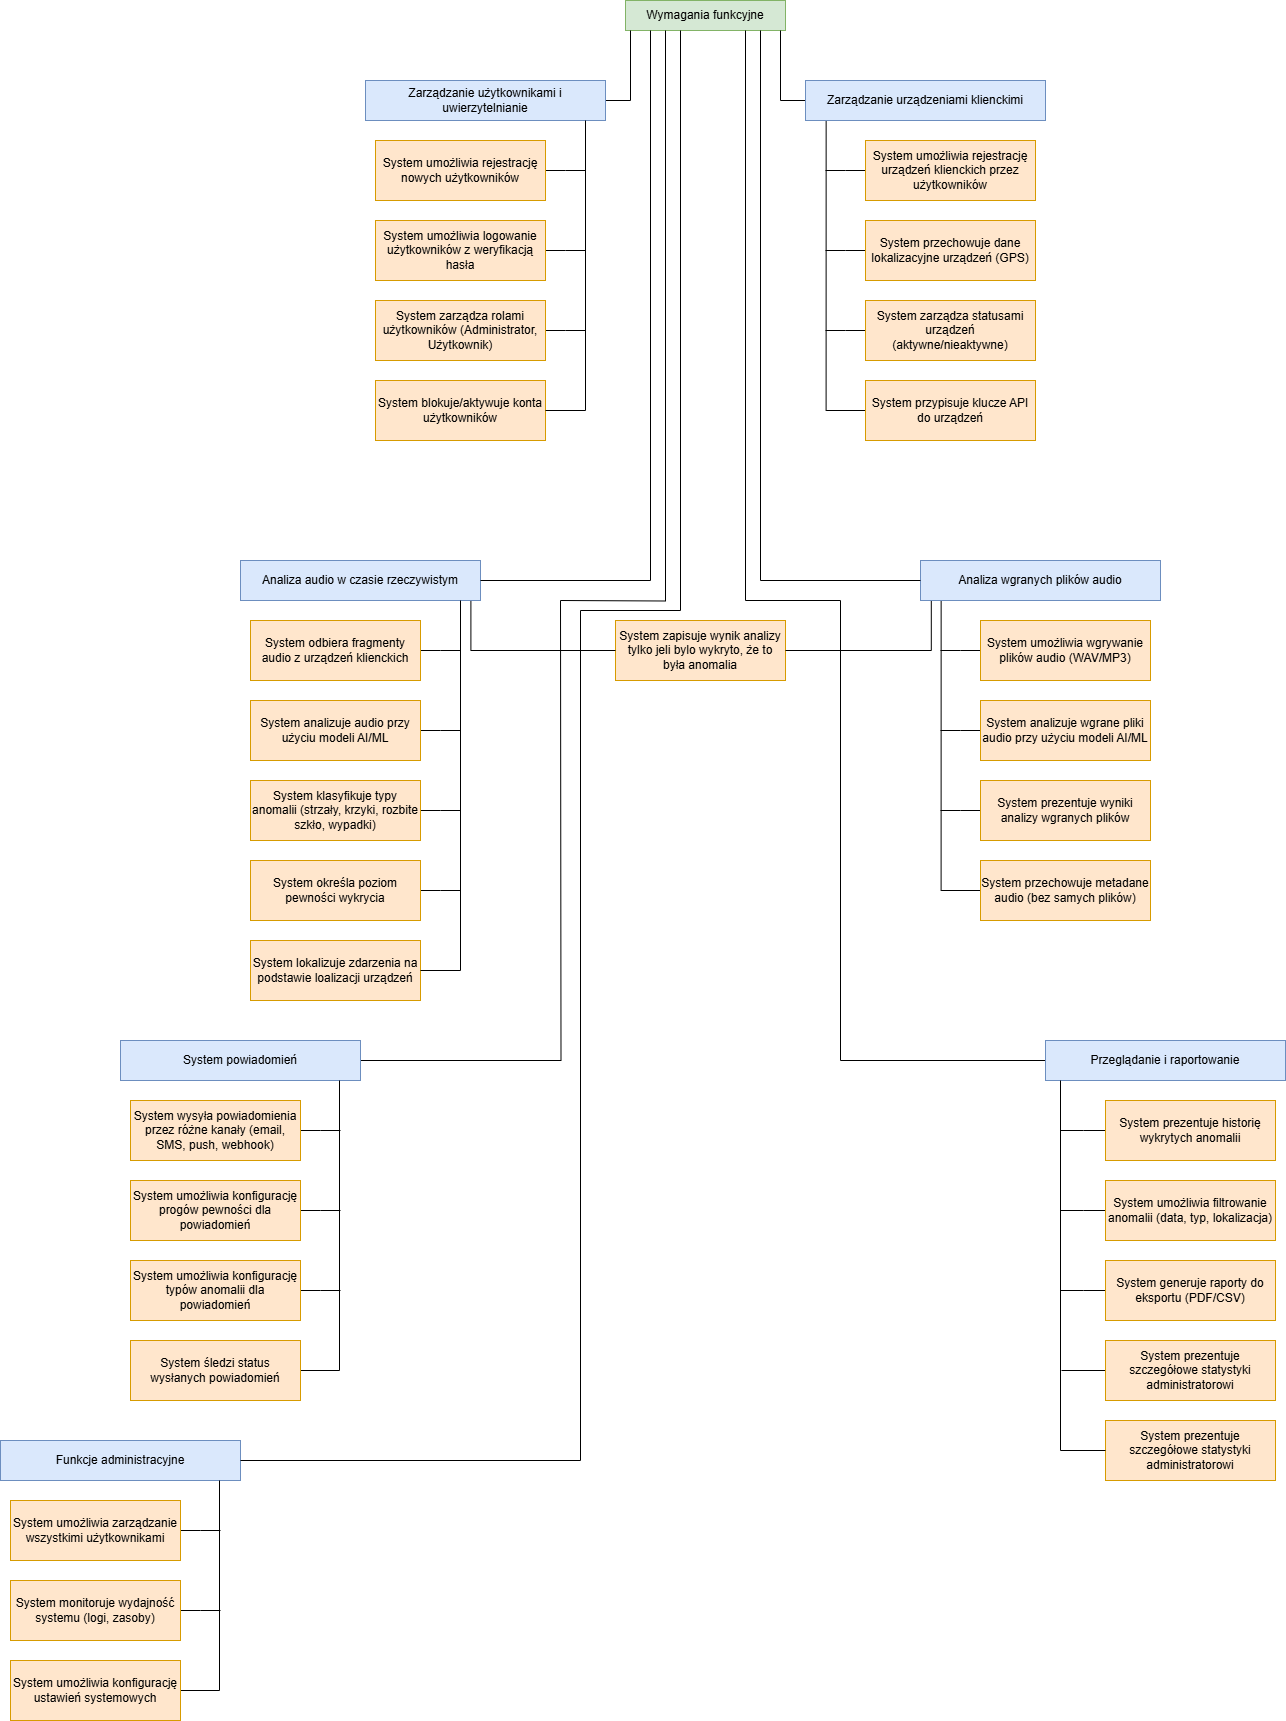 Wymagania funkcyjne
Zarządzanie użytkownikami i
uwierzytelnianie
System umożliwia rejestrację
nowych użytkowników
System umożliwia logowanie
użytkowników z weryfikacją
hasła
System zarządza rolami
użytkowników (Administrator,
Użytkownik)
System blokuje/aktywuje konta
użytkowników
Zarządzanie urządzeniami klienckimi
System umożliwia rejestrację
urządzeń klienckich przez
użytkowników
System przechowuje dane
lokalizacyjne urządzeń (GPS)
System zarządza statusami
urządzeń
(aktywne/nieaktywne)
System przypisuje klucze API
do urządzeń
Analiza audio w czasie rzeczywistym
System odbiera fragmenty
audio z urządzeń klienckich
System analizuje audio przy
użyciu modeli AI/ML
System klasyfikuje typy
anomalii (strzały, krzyki, rozbite
szkło, wypadki)
System określa poziom
pewności wykrycia
System lokalizuje zdarzenia na
podstawie loalizacji urządzeń
System zapisuje wynik analizy
tylko jeli bylo wykryto, że to
była anomalia
Analiza wgranych plików audio
System umożliwia wgrywanie
plików audio (WAV/MP3)
System analizuje wgrane pliki
audio przy użyciu modeli AI/ML
System prezentuje wyniki
analizy wgranych plików
System przechowuje metadane
audio (bez samych plików)
System powiadomień
System wysyła powiadomienia
przez różne kanały (email,
SMS, push, webhook)
System umożliwia konfigurację
progów pewności dla
powiadomień
System umożliwia konfigurację
typów anomalii dla
powiadomień
System śledzi status
wysłanych powiadomień
Przeglądanie i raportowanie
System prezentuje historię
wykrytych anomalii
System umożliwia filtrowanie
anomalii (data, typ, lokalizacja)
System generuje raporty do
eksportu (PDF/CSV)
System prezentuje
szczegółowe statystyki
administratorowi
System prezentuje
szczegółowe statystyki
administratorowi
Funkcje administracyjne
System umożliwia zarządzanie
wszystkimi użytkownikami
System monitoruje wydajność
systemu (logi, zasoby)
System umożliwia konfigurację
ustawień systemowych